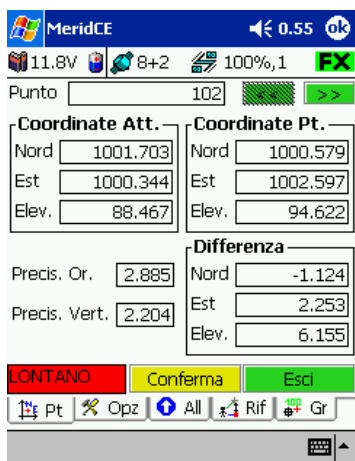 MeridCE 0.55 ok
11.8V 8+2 100%,1 FX
Punto 102 << >>
Coordinate Att. Coordinate Pt.
Nord 1001.703 Nord 1000.579
Est 1000.344 Est 1002.597
Elev. 88.467 Elev. 94.622
Differenza
Precis. Or. 2.885 Nord -1.124
Est 2.253
Precis. Vert. 2.204
Elev. 6.155
LONTANO Conferma Esci
Pt Opz All Rif Gr